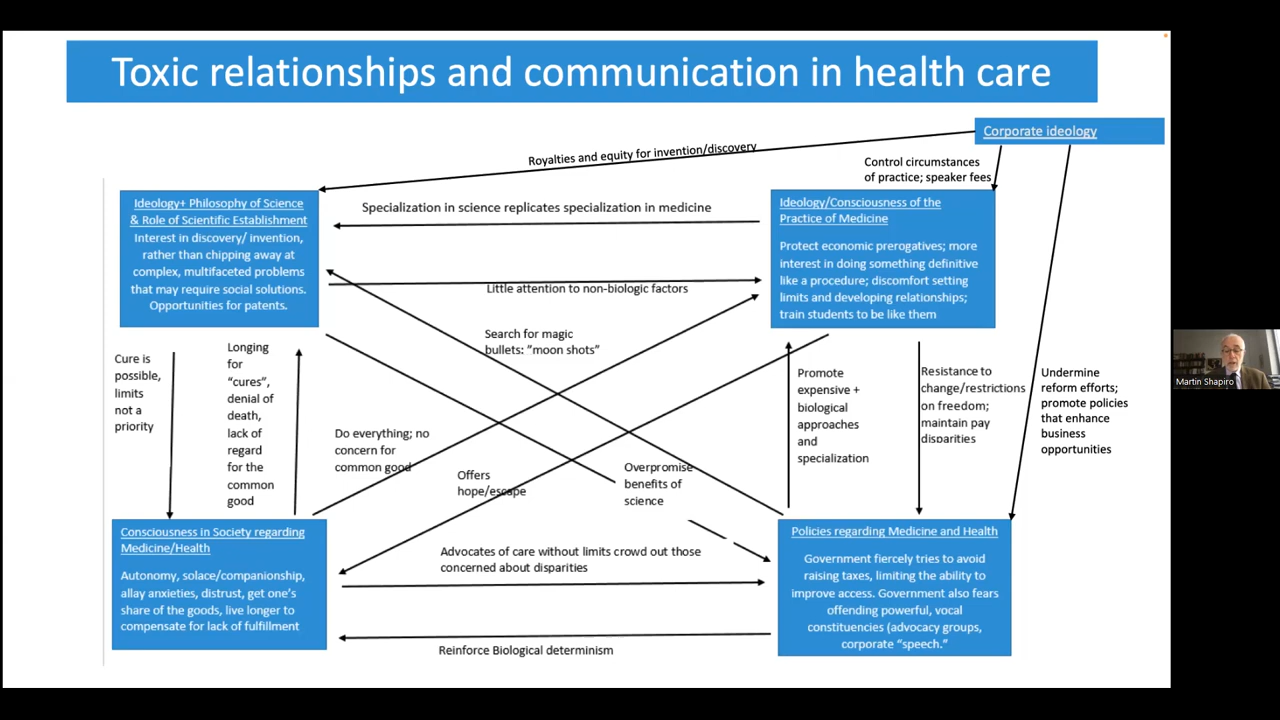 Toxic relationships and communication in health care
Corporate ideology
Royalties and equity for invention/discovery
Control circumstances
of practice; speaker fees
Ideology+ Philosophy of Science
& Role of Scientific Establishment
Interest in discovery/ invention,
rather than chipping away at
complex, multifaceted problems
that may require social solutions.
Opportunities for patents.
Specialization in science replicates specialization in medicine
Ideology/Consciousness of the
Practice of Medicine
Protect economic prerogatives; more
interest in doing something definitive
like a procedure; discomfort setting
limits and developing relationships;
train students to be like them
Little attention to non-biologic factors
Search for magic
bullets: ”moon shots”
Cure is
possible,
limits
not a
priority
Longing
for
“cures”,
denial of
death,
lack of
regard
for the
common
good
Do everything; no
concern for
common good
Offers
hope/escape
Overpromise
benefits of
science
Promote
expensive +
biological
approaches
and
specialization
Resistance to
change/restrictions
on freedom;
maintain pay
disparities
Undermine
reform efforts;
promote policies
that enhance
business
opportunities
Martin Shapiro
Consciousness in Society regarding
Medicine/Health
Autonomy, solace/companionship,
allay anxieties, distrust, get one’s
share of the goods, live longer to
compensate for lack of fulfillment
Advocates of care without limits crowd out those
concerned about disparities
Reinforce Biological determinism
Policies regarding Medicine and Health
Government fiercely tries to avoid
raising taxes, limiting the ability to
improve access. Government also fears
offending powerful, vocal
constituencies (advocacy groups,
corporate “speech.”